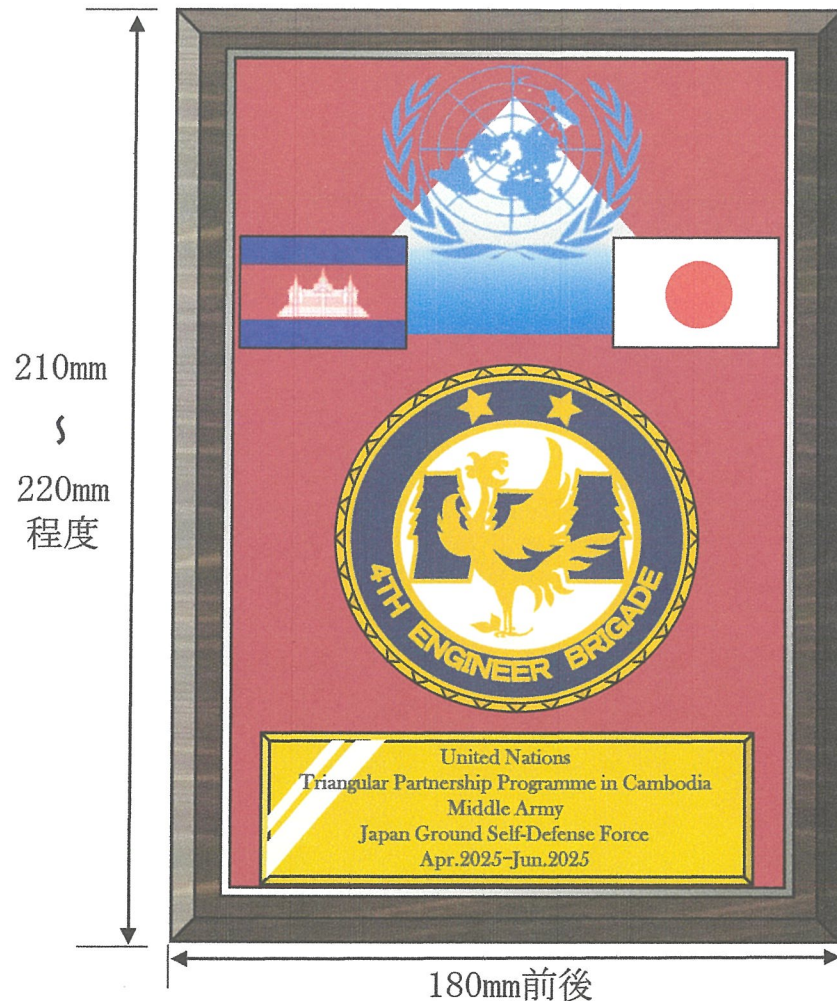 210mm
〜
220mm
程度
4TH ENGINEER BRIGADE
United Nations
Triangular Partnership Programme in Cambodia
Middle Army
Japan Ground Self-Defense Force
Apr.2025-Jun.2025
180mm前後